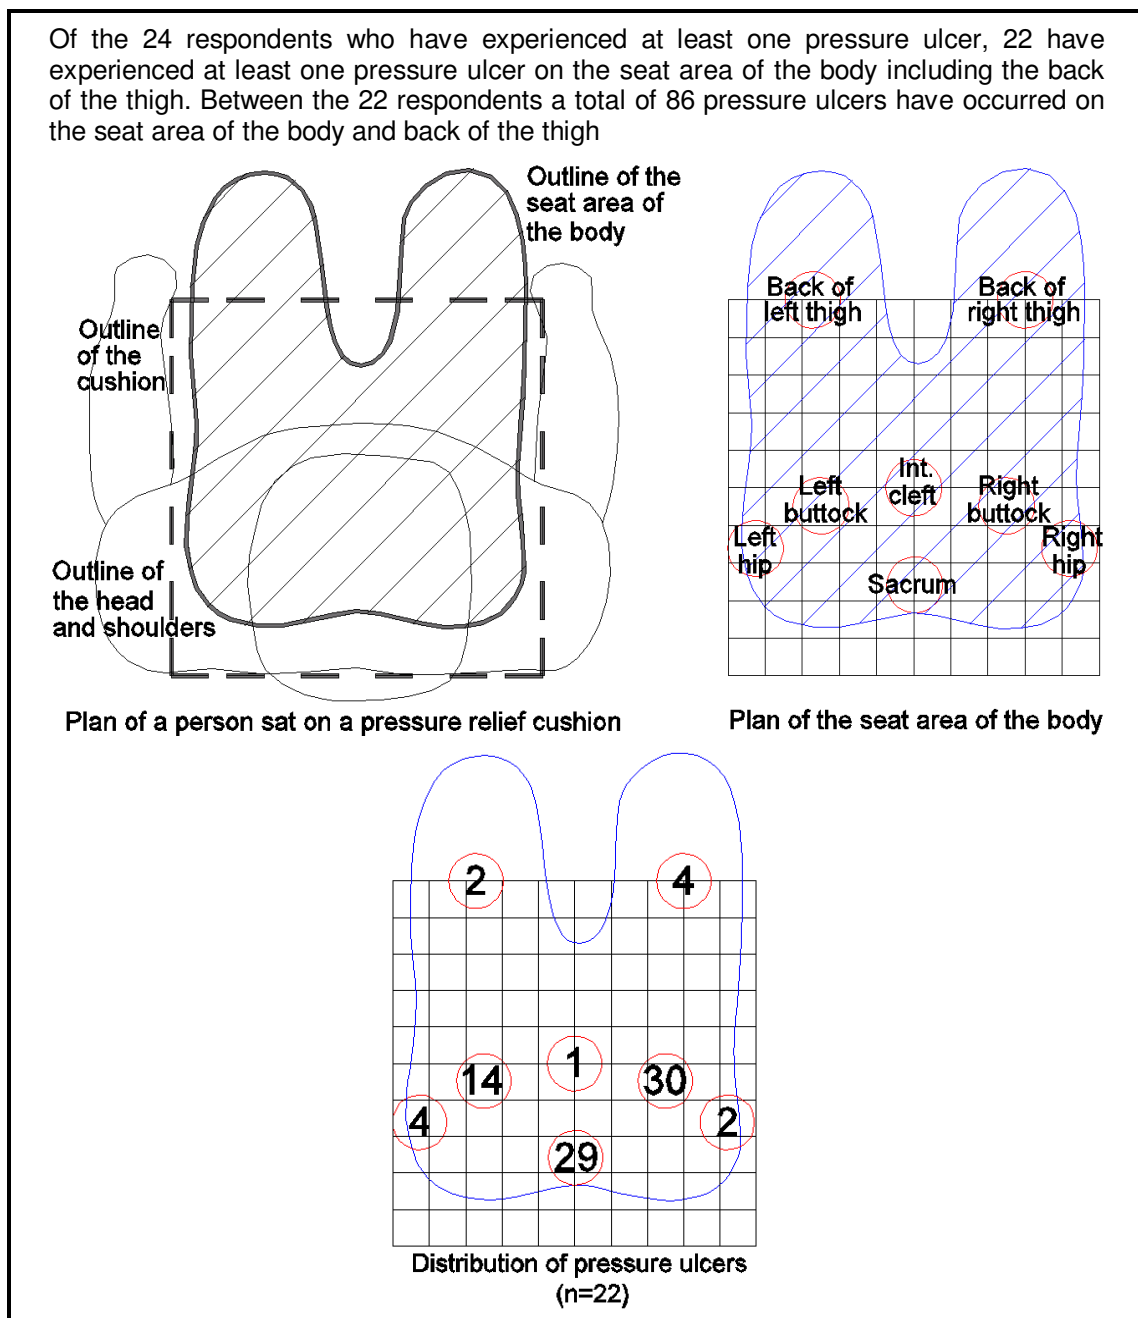 Of the 24 respondents who have experienced at least one pressure ulcer, 22 have
experienced at least one pressure ulcer on the seat area of the body including the back
of the thigh. Between the 22 respondents a total of 86 pressure ulcers have occurred on
the seat area of the body and back of the thigh
Outline of the
seat area of
the body
Outline
of the
cushion
Outline of
the head
and shoulders
Plan of a person sat on a pressure relief cushion
Back of
left thigh
Back of
right thigh
Int.
cleft
Left
buttock
Right
buttock
Left
hip
Right
hip
Sacrum
Plan of the seat area of the body
2
4
1
14
30
4
2
29
Distribution of pressure ulcers
(n=22)